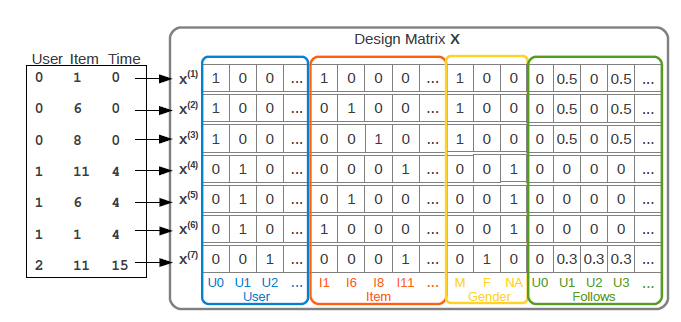 Design Matrix X
User Item Time
0 1 0 x(1) 1 0 0 ... 1 0 0 0 ... 1 0 0 0 0.5 0 0.5 ...
0 6 0 x(2) 1 0 0 ... 0 1 0 0 ... 1 0 0 0 0.5 0 0.5 ...
0 8 0 x(3) 1 0 0 ... 0 0 1 0 ... 1 0 0 0 0.5 0 0.5 ...
1 11 4 x(4) 0 1 0 ... 0 0 0 1 ... 0 0 1 0 0 0 0 ...
1 6 4 x(5) 0 1 0 ... 0 1 0 0 ... 0 0 1 0 0 0 0 ...
1 1 4 x(6) 0 1 0 ... 1 0 0 0 ... 0 0 1 0 0 0 0 ...
2 11 15 x(7) 0 0 1 ... 0 0 0 1 ... 0 1 0 0 0.3 0.3 0.3 ...
U0 U1 U2 ... I1 I6 I8 I11 ... M F NA U0 U1 U2 U3 ...
User Item Gender Follows